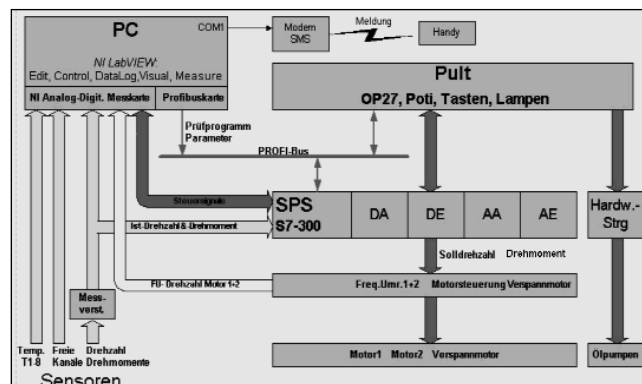 PC
COM1
NI LabVIEW:
Edit, Control, DataLog,Visual, Measure
NI Analog-Digit. Messkarte
Profibuskarte
Modem
SMS
Meldung
Handy
Pult
OP27, Poti, Tasten, Lampen
Prüfprogramm
Parameter
PROFI-Bus
Steuersignale
SPS
S7-300
DA
DE
AA
AE
Hardw.-
Strg
Ist-Drehzahl & Drehmoment
Solldrehzahl
Drehmoment
FU- Drehzahl Motor 1+2
Freq.Umr.1+2 Motorsteuerung Verspannmotor
Mess-
verst.
Temp.
T1-8
Freie
Kanäle
Drehzahl
Drehmomente
Motor1 Motor2 Verspannmotor
Ölpumpen
Sensoren